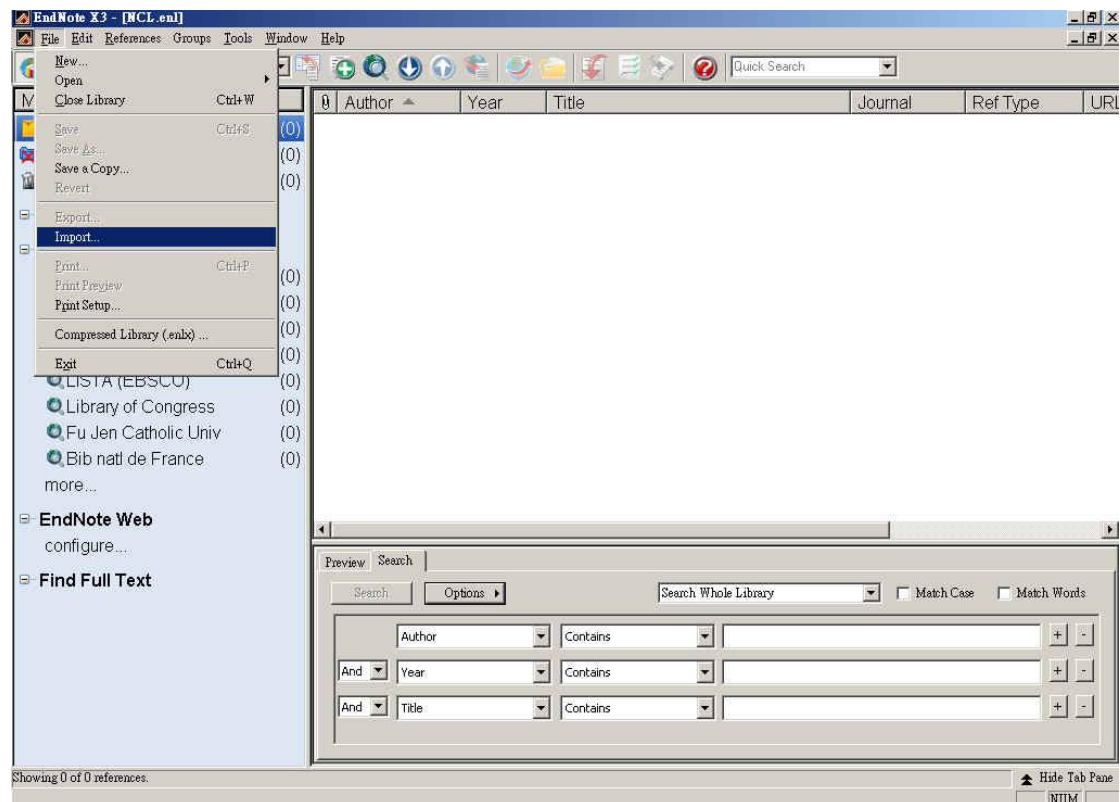 EndNote X3 - [NCL.enl]
File Edit References Groups Tools Window Help
Quick Search
New...
Open
Close Library Ctrl+W
Save Ctrl+S
Save As...
Save a Copy...
Revert
Export...
Import...
Print... Ctrl+P
Print Preview
Print Setup...
Compressed Library (.enlx) ...
Exit Ctrl+Q
M
(0)
(0)
(0)
(0)
(0)
(0)
(0)
LISTA (EBSCO) (0)
Library of Congress (0)
Fu Jen Catholic Univ (0)
Bib natl de France (0)
more...
EndNote Web
configure...
Find Full Text
Author Year Title Journal Ref Type URL
Preview Search
Search Options Search Whole Library Match Case Match Words
Author Contains + -
And Year Contains + -
And Title Contains + -
Showing 0 of 0 references. Hide Tab Pane
NUM